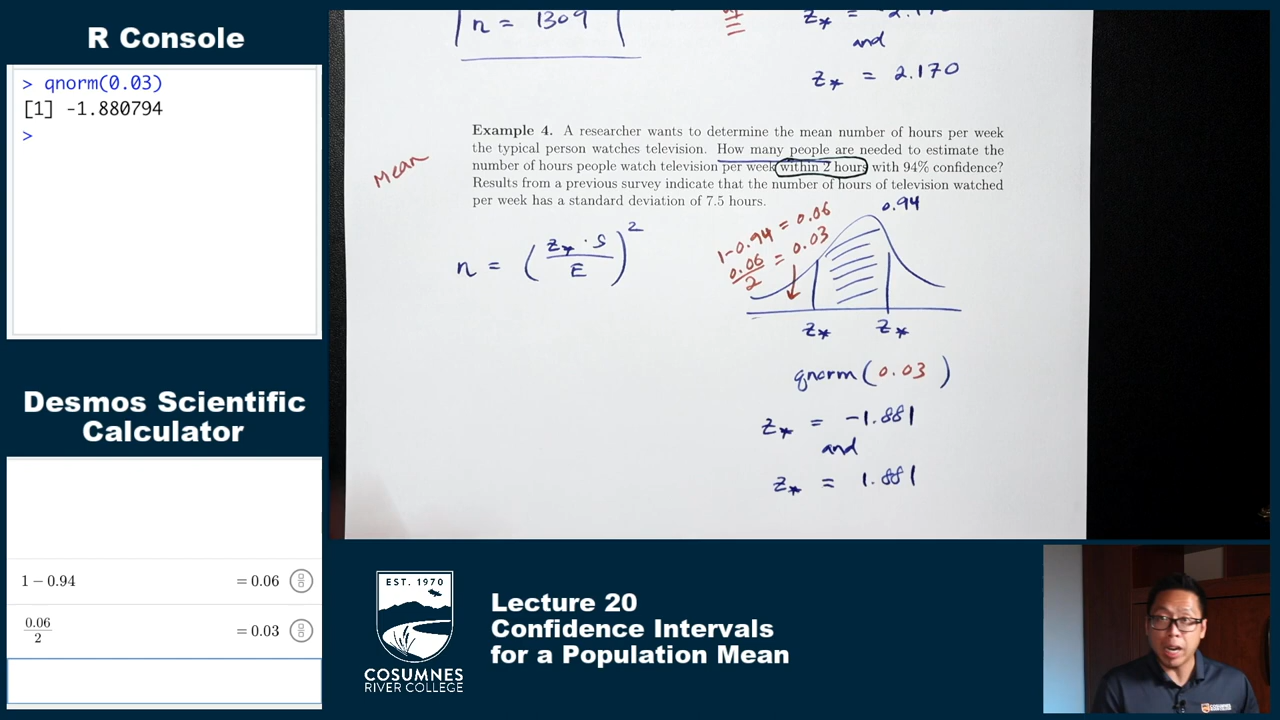 R Console
> qnorm(0.03)
[1] -1.880794
>
Desmos Scientific
Calculator
1 − 0.94 = 0.06
0.06
2
= 0.03
n = 1309
and
z* = 2.170
Mean
Example 4. A researcher wants to determine the mean number of hours per week
the typical person watches television. How many people are needed to estimate the
number of hours people watch television per week within 2 hours with 94% confidence?
Results from a previous survey indicate that the number of hours of television watched
per week has a standard deviation of 7.5 hours.
n = (z* · s / E)²
1-0.94 = 0.06
0.06/2 = 0.03
0.94
z* z*
qnorm(0.03)
z* = -1.881
and
z* = 1.881
EST. 1970
COSUMNES
RIVER COLLEGE
Lecture 20
Confidence Intervals
for a Population Mean